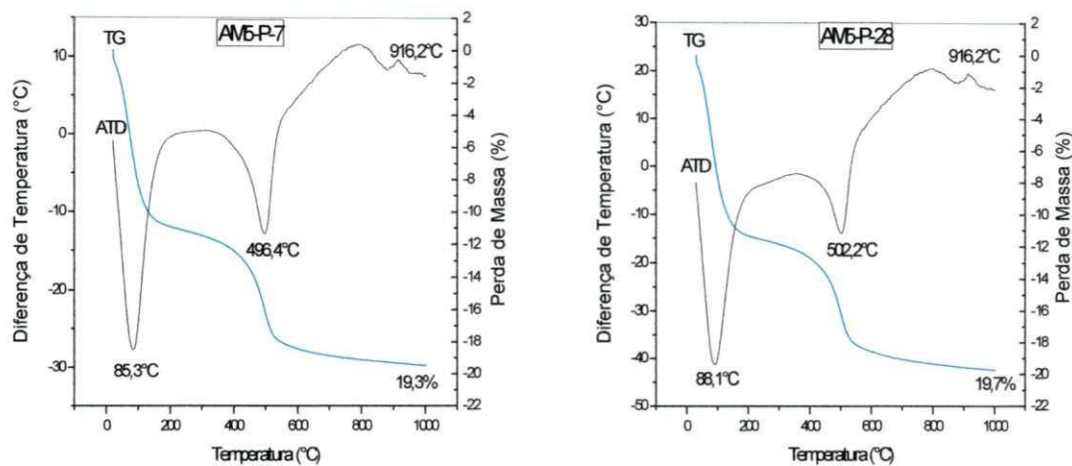 AM5-P-7
TG
ATD
916,2°C
496,4°C
85,3°C
19,3%
10
0
-10
-20
-30
2
0
-2
-4
-6
-8
-10
-12
-14
-16
-18
-20
-22
0 200 400 600 800 1000
Diferença de Temperatura (°C)
Perda de Massa (%)
Temperatura (°C)
AM5-P-28
TG
ATD
916,2°C
502,2°C
88,1°C
19,7%
30
20
10
0
-10
-20
-30
-40
-50
2
0
-2
-4
-6
-8
-10
-12
-14
-16
-18
-20
-22
0 200 400 600 800 1000
Diferença de Temperatura (°C)
Perda de Massa (%)
Temperatura (°C)